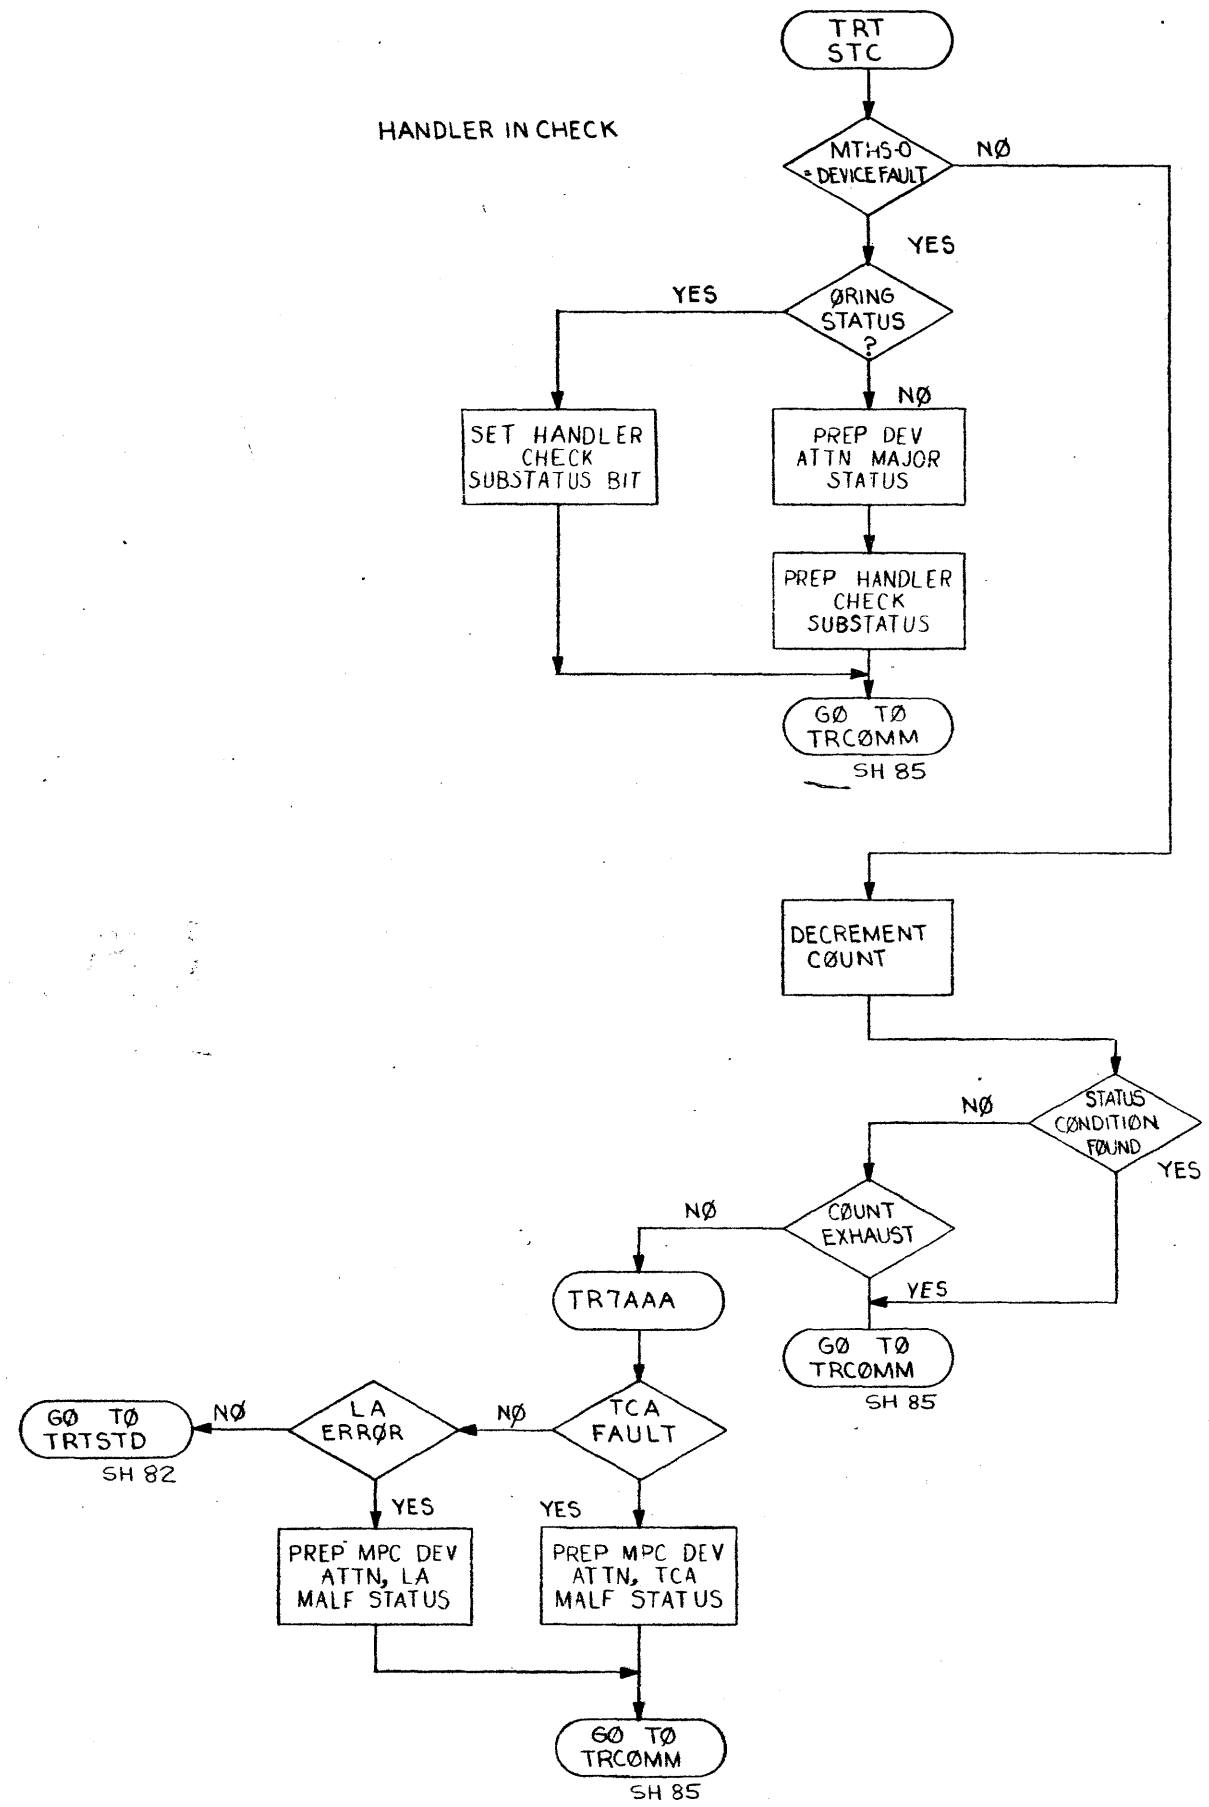 TRT
STC
HANDLER IN CHECK
MTHS-0
= DEVICE FAULT
NØ
YES
ØRING
STATUS
?
YES
NØ
SET HANDLER
CHECK
SUBSTATUS BIT
PREP DEV
ATTN MAJOR
STATUS
PREP HANDLER
CHECK
SUBSTATUS
GØ TØ
TRCØMM
SH 85
DECREMENT
CØUNT
STATUS
CØNDITIØN
FØUND
NØ
YES
CØUNT
EXHAUST
NØ
YES
TR7AAA
GØ TØ
TRCØMM
SH 85
TCA
FAULT
NØ
LA
ERRØR
NØ
GØ TØ
TRTSTD
SH 82
YES
YES
PREP MPC DEV
ATTN, LA
MALF STATUS
PREP MPC DEV
ATTN, TCA
MALF STATUS
GØ TØ
TRCØMM
SH 85